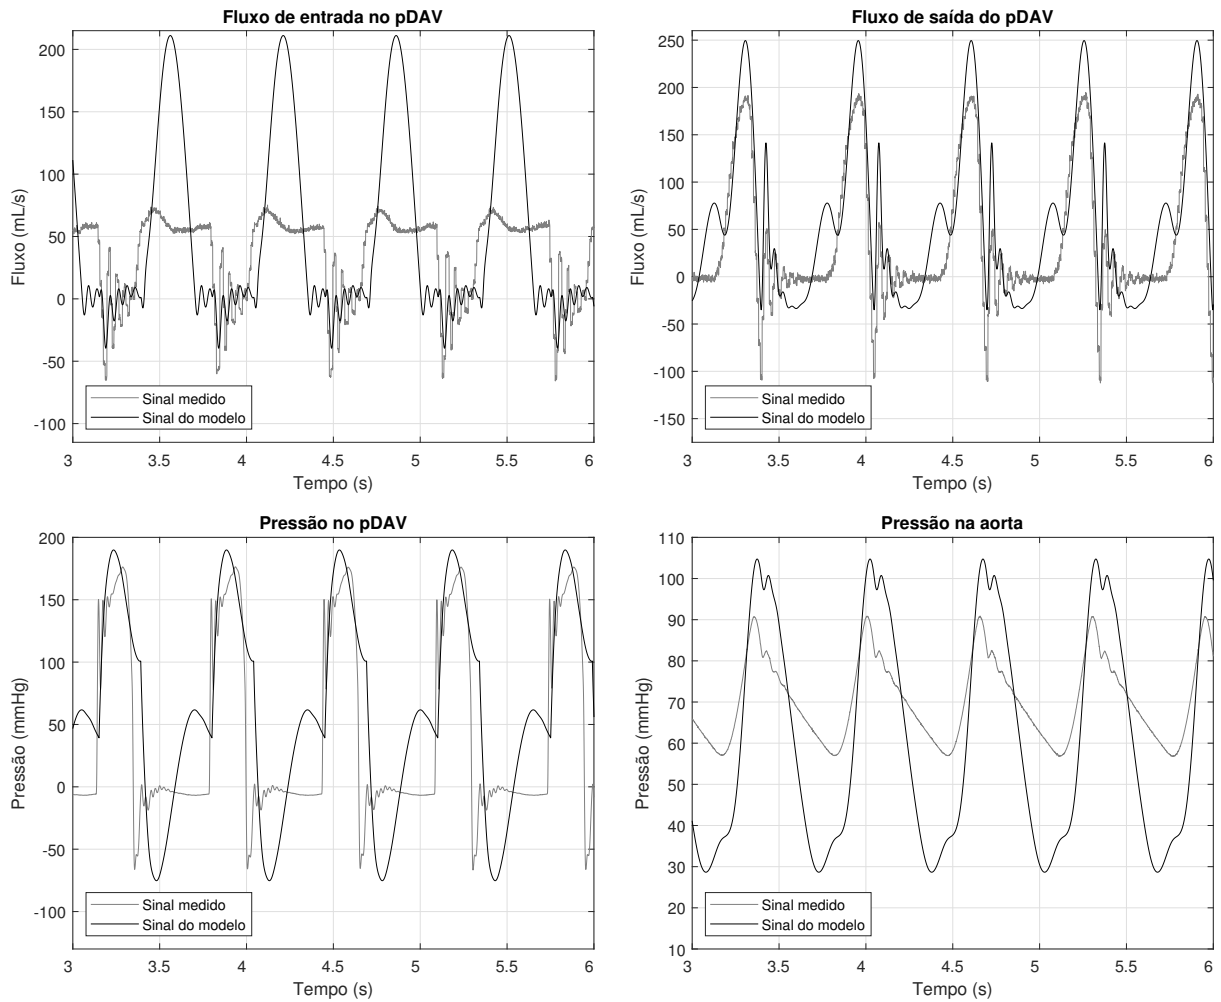 Fluxo de entrada no pDAV
Fluxo (mL/s)
200
150
100
50
0
-50
-100
Sinal medido
Sinal do modelo
3 3.5 4 4.5 5 5.5 6
Tempo (s)
Fluxo de saída do pDAV
Fluxo (mL/s)
250
200
150
100
50
0
-50
-100
-150
Sinal medido
Sinal do modelo
3 3.5 4 4.5 5 5.5 6
Tempo (s)
Pressão no pDAV
Pressão (mmHg)
200
150
100
50
0
-50
-100
Sinal medido
Sinal do modelo
3 3.5 4 4.5 5 5.5 6
Tempo (s)
Pressão na aorta
Pressão (mmHg)
110
100
90
80
70
60
50
40
30
20
10
Sinal medido
Sinal do modelo
3 3.5 4 4.5 5 5.5 6
Tempo (s)